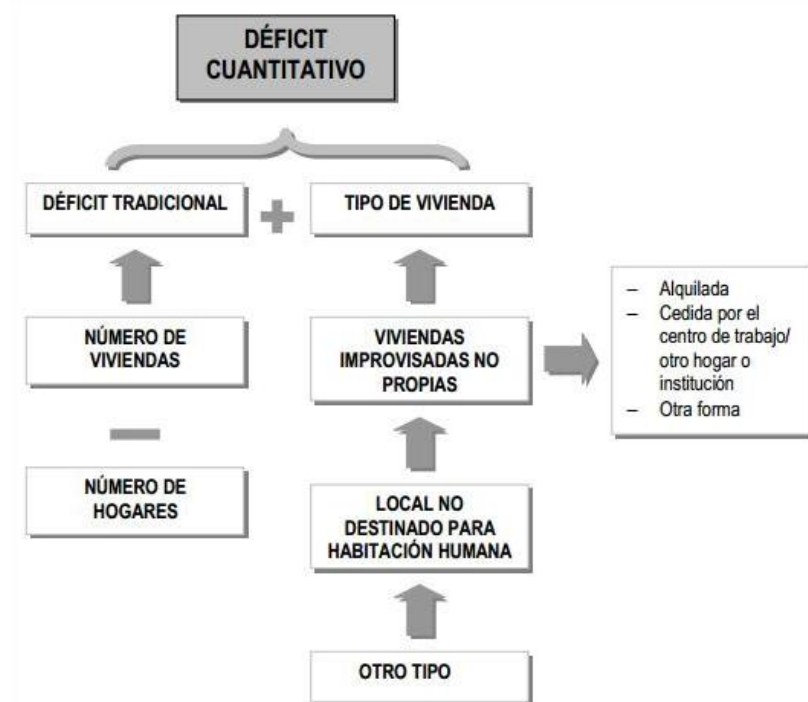 DÉFICIT
CUANTITATIVO
DÉFICIT TRADICIONAL
TIPO DE VIVIENDA
NÚMERO DE
VIVIENDAS
VIVIENDAS
IMPROVISADAS NO
PROPIAS
– Alquilada
– Cedida por el
centro de trabajo/
otro hogar o
institución
– Otra forma
NÚMERO DE
HOGARES
LOCAL NO
DESTINADO PARA
HABITACIÓN HUMANA
OTRO TIPO